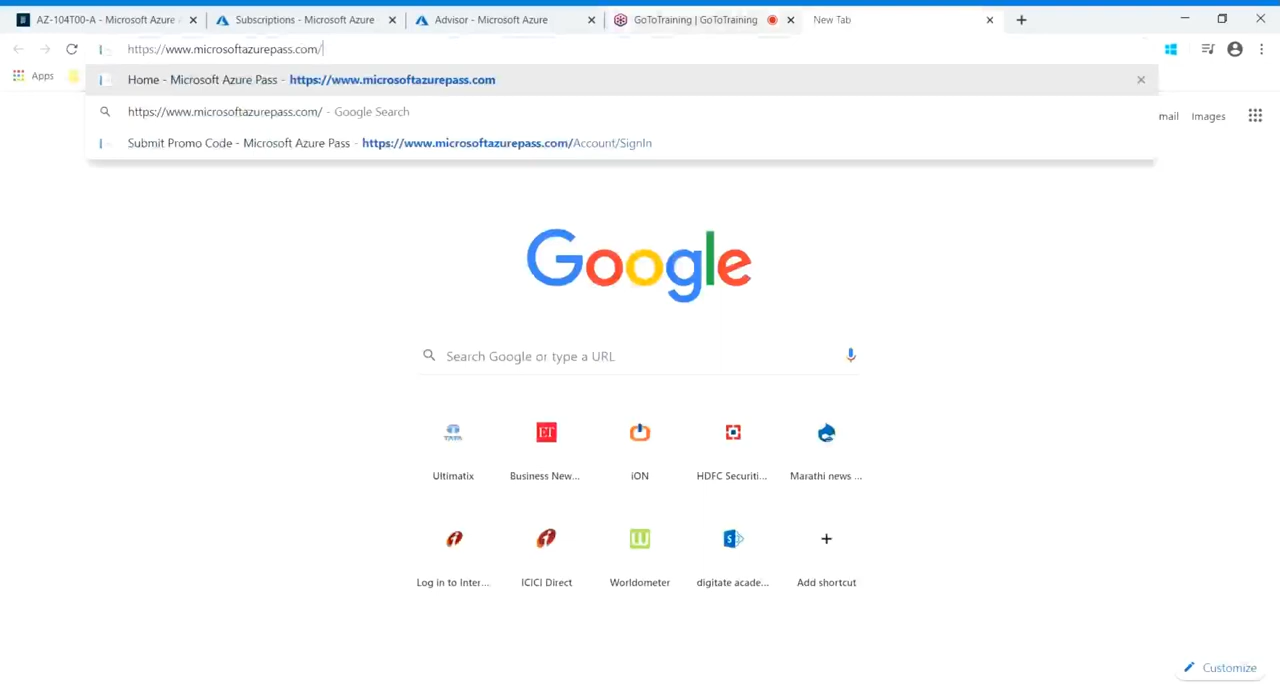 AZ-104T00-A - Microsoft Azure
Subscriptions - Microsoft Azure
Advisor - Microsoft Azure
GoToTraining | GoToTraining
New Tab
https://www.microsoftazurepass.com/
Apps
Home - Microsoft Azure Pass - https://www.microsoftazurepass.com
https://www.microsoftazurepass.com/ - Google Search
Submit Promo Code - Microsoft Azure Pass - https://www.microsoftazurepass.com/Account/SignIn
mail Images
Google
Search Google or type a URL
TATA
ET
W
S
Ultimatix
Business New...
iON
HDFC Securiti...
Marathi news ...
Log in to Inter...
ICICI Direct
Worldometer
digitate acade...
Add shortcut
Customize